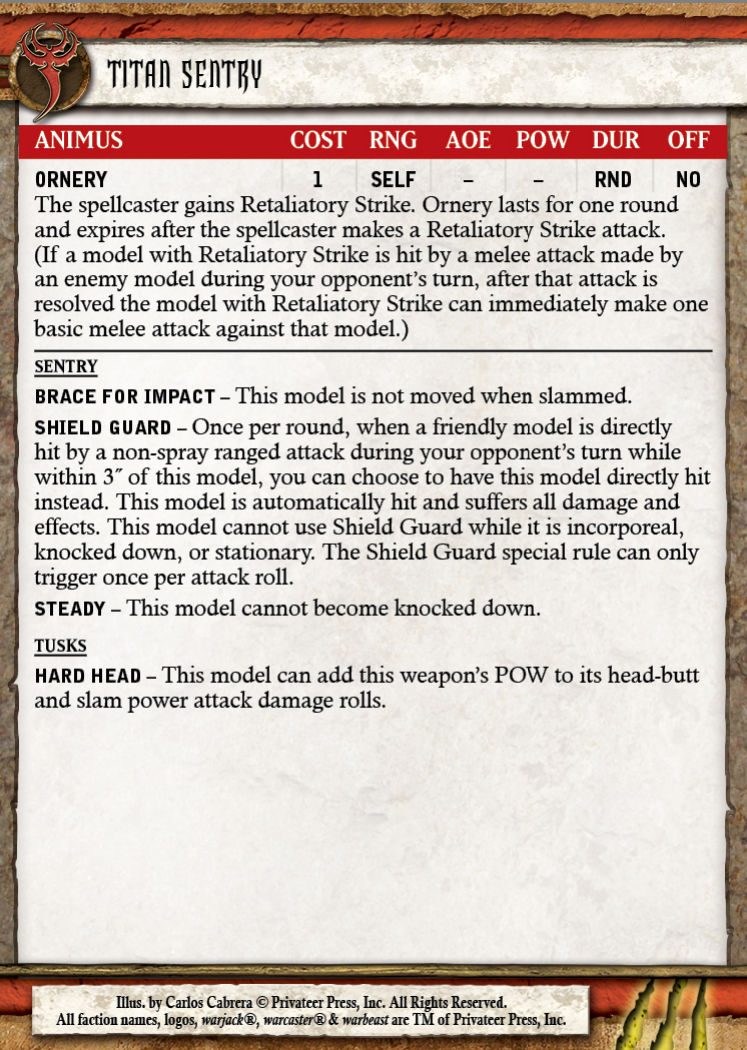 TITAN SENTRY
ANIMUS COST RNG AOE POW DUR OFF
ORNERY 1 SELF – – RND NO
The spellcaster gains Retaliatory Strike. Ornery lasts for one round
and expires after the spellcaster makes a Retaliatory Strike attack.
(If a model with Retaliatory Strike is hit by a melee attack made by
an enemy model during your opponent’s turn, after that attack is
resolved the model with Retaliatory Strike can immediately make one
basic melee attack against that model.)
SENTRY
BRACE FOR IMPACT – This model is not moved when slammed.
SHIELD GUARD – Once per round, when a friendly model is directly
hit by a non-spray ranged attack during your opponent’s turn while
within 3˝ of this model, you can choose to have this model directly hit
instead. This model is automatically hit and suffers all damage and
effects. This model cannot use Shield Guard while it is incorporeal,
knocked down, or stationary. The Shield Guard special rule can only
trigger once per attack roll.
STEADY – This model cannot become knocked down.
TUSKS
HARD HEAD – This model can add this weapon’s POW to its head-butt
and slam power attack damage rolls.
Illus. by Carlos Cabrera © Privateer Press, Inc. All Rights Reserved.
All faction names, logos, warjack®, warcaster® & warbeast are TM of Privateer Press, Inc.